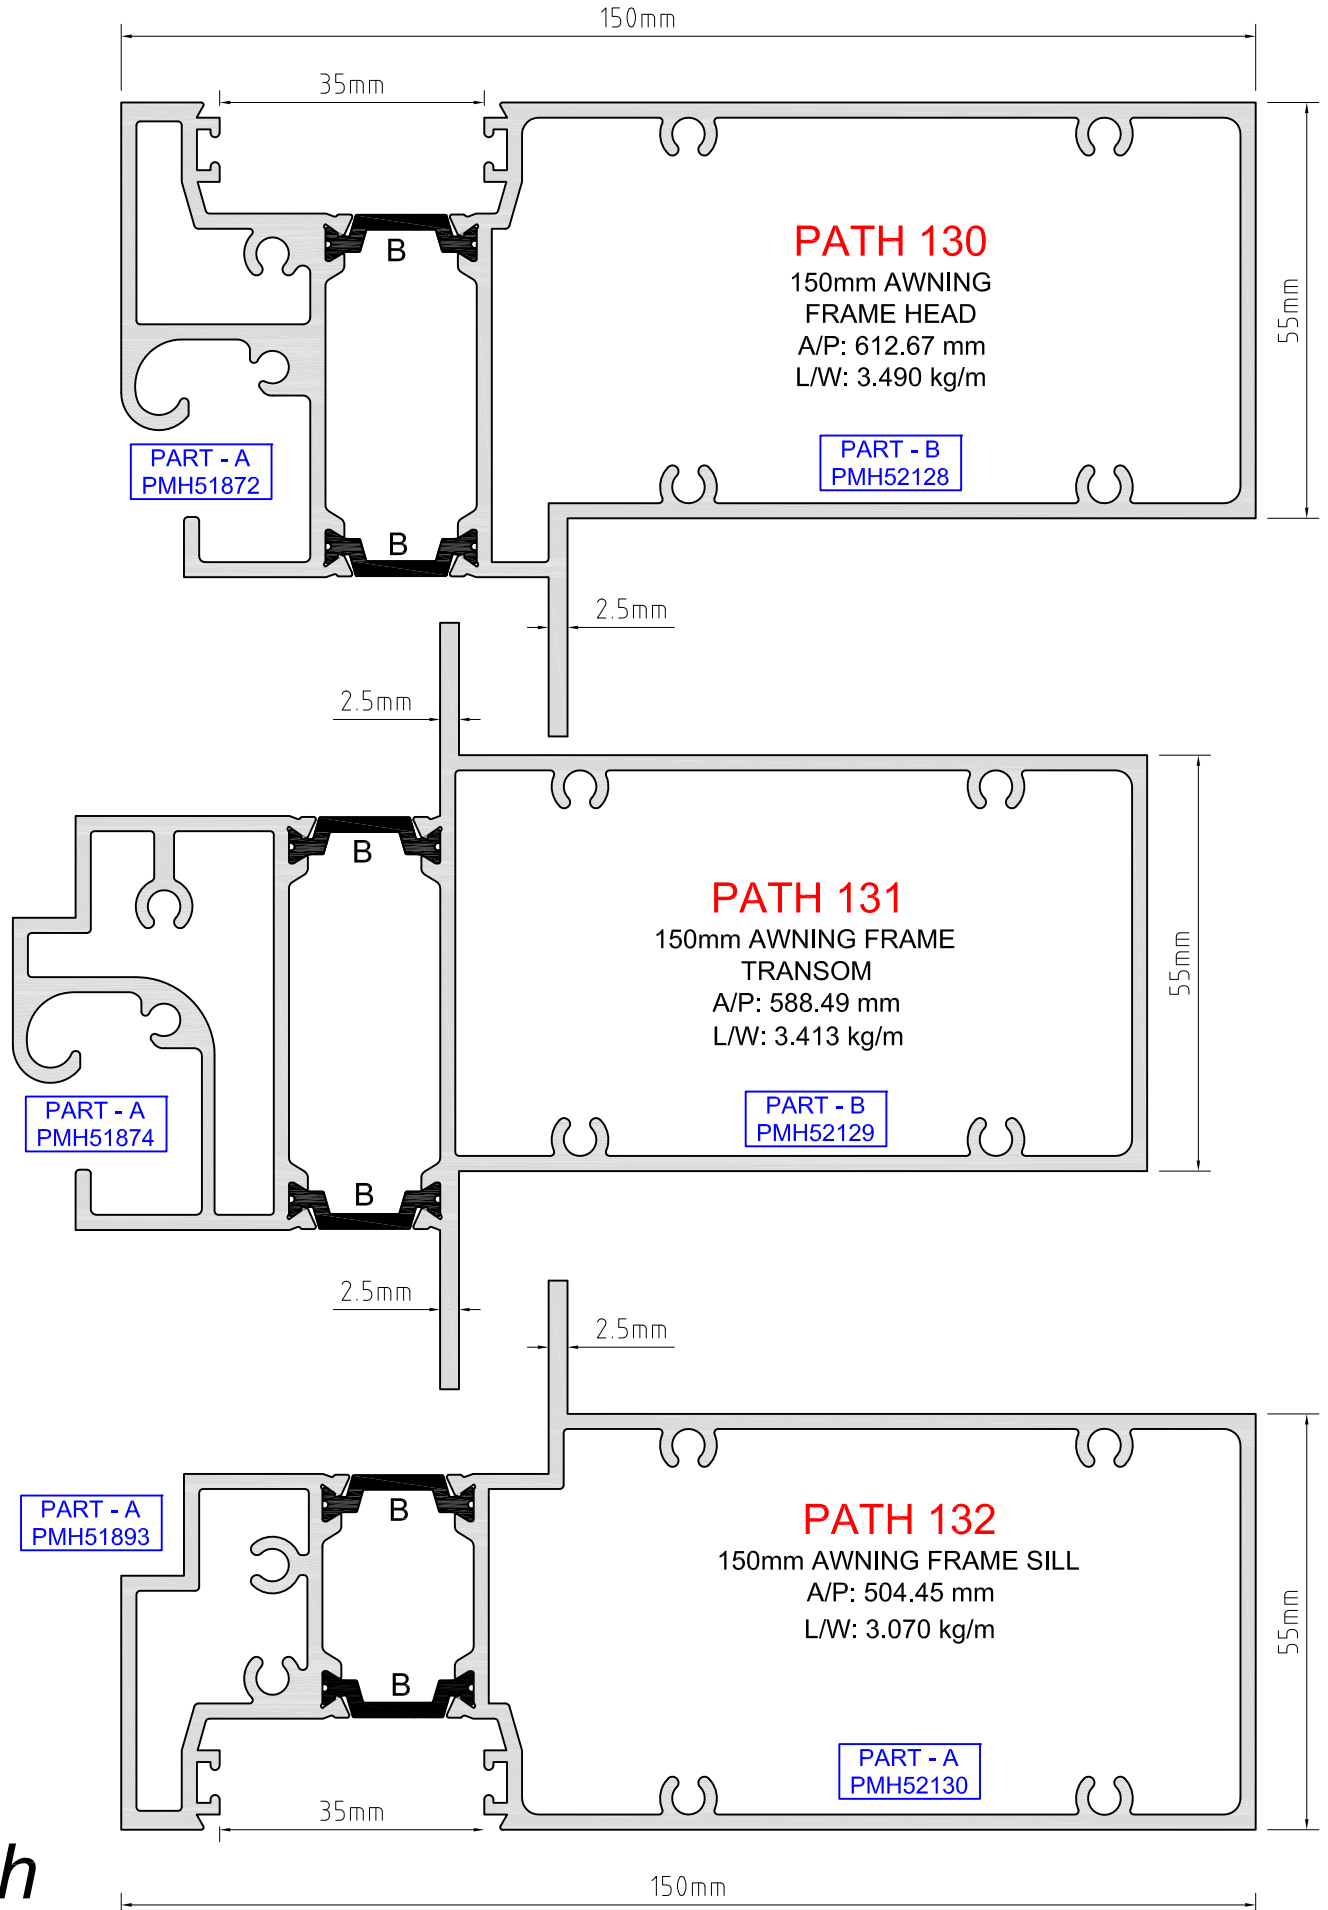 150mm
35mm
B
PATH 130
150mm AWNING
FRAME HEAD
A/P: 612.67 mm
L/W: 3.490 kg/m
55mm
PART - A
PMH51872
PART - B
PMH52128
B
2.5mm
2.5mm
B
PATH 131
150mm AWNING FRAME
TRANSOM
A/P: 588.49 mm
L/W: 3.413 kg/m
55mm
PART - A
PMH51874
PART - B
PMH52129
B
2.5mm
2.5mm
PART - A
PMH51893
B
PATH 132
150mm AWNING FRAME SILL
A/P: 504.45 mm
L/W: 3.070 kg/m
55mm
B
PART - A
PMH52130
35mm
h
150mm